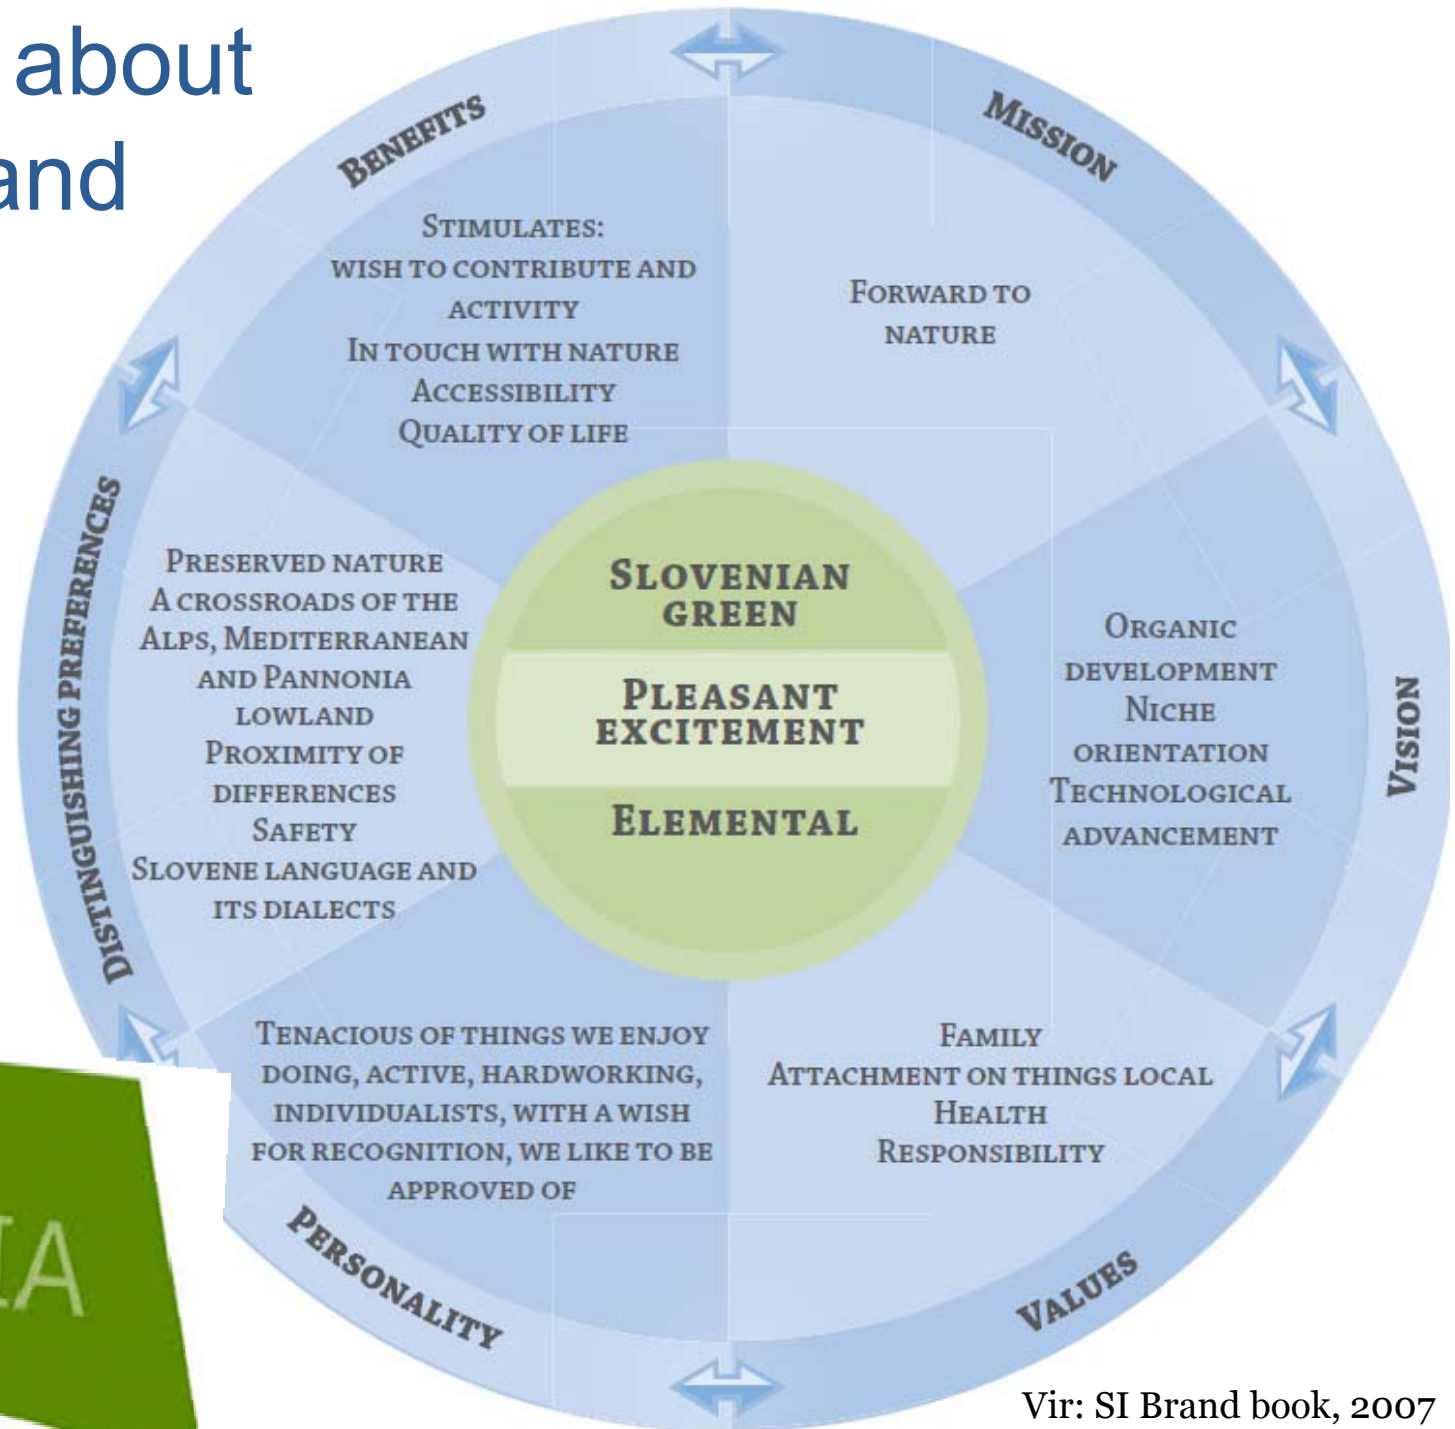 about
and
BENEFITS
STIMULATES:
WISH TO CONTRIBUTE AND
ACTIVITY
IN TOUCH WITH NATURE
ACCESSIBILITY
QUALITY OF LIFE
MISSION
FORWARD TO
NATURE
DISTINGUISHING PREFERENCES
PRESERVED NATURE
A CROSSROADS OF THE
ALPS, MEDITERRANEAN
AND PANNONIA
LOWLAND
PROXIMITY OF
DIFFERENCES
SAFETY
SLOVENE LANGUAGE AND
ITS DIALECTS
SLOVENIAN
GREEN
PLEASANT
EXCITEMENT
ELEMENTAL
ORGANIC
DEVELOPMENT
NICHE
ORIENTATION
TECHNOLOGICAL
ADVANCEMENT
VISION
TENACIOUS OF THINGS WE ENJOY
DOING, ACTIVE, HARDWORKING,
INDIVIDUALISTS, WITH A WISH
FOR RECOGNITION, WE LIKE TO BE
APPROVED OF
PERSONALITY
FAMILY
ATTACHMENT ON THINGS LOCAL
HEALTH
RESPONSIBILITY
VALUES
IA
Vir: SI Brand book, 2007